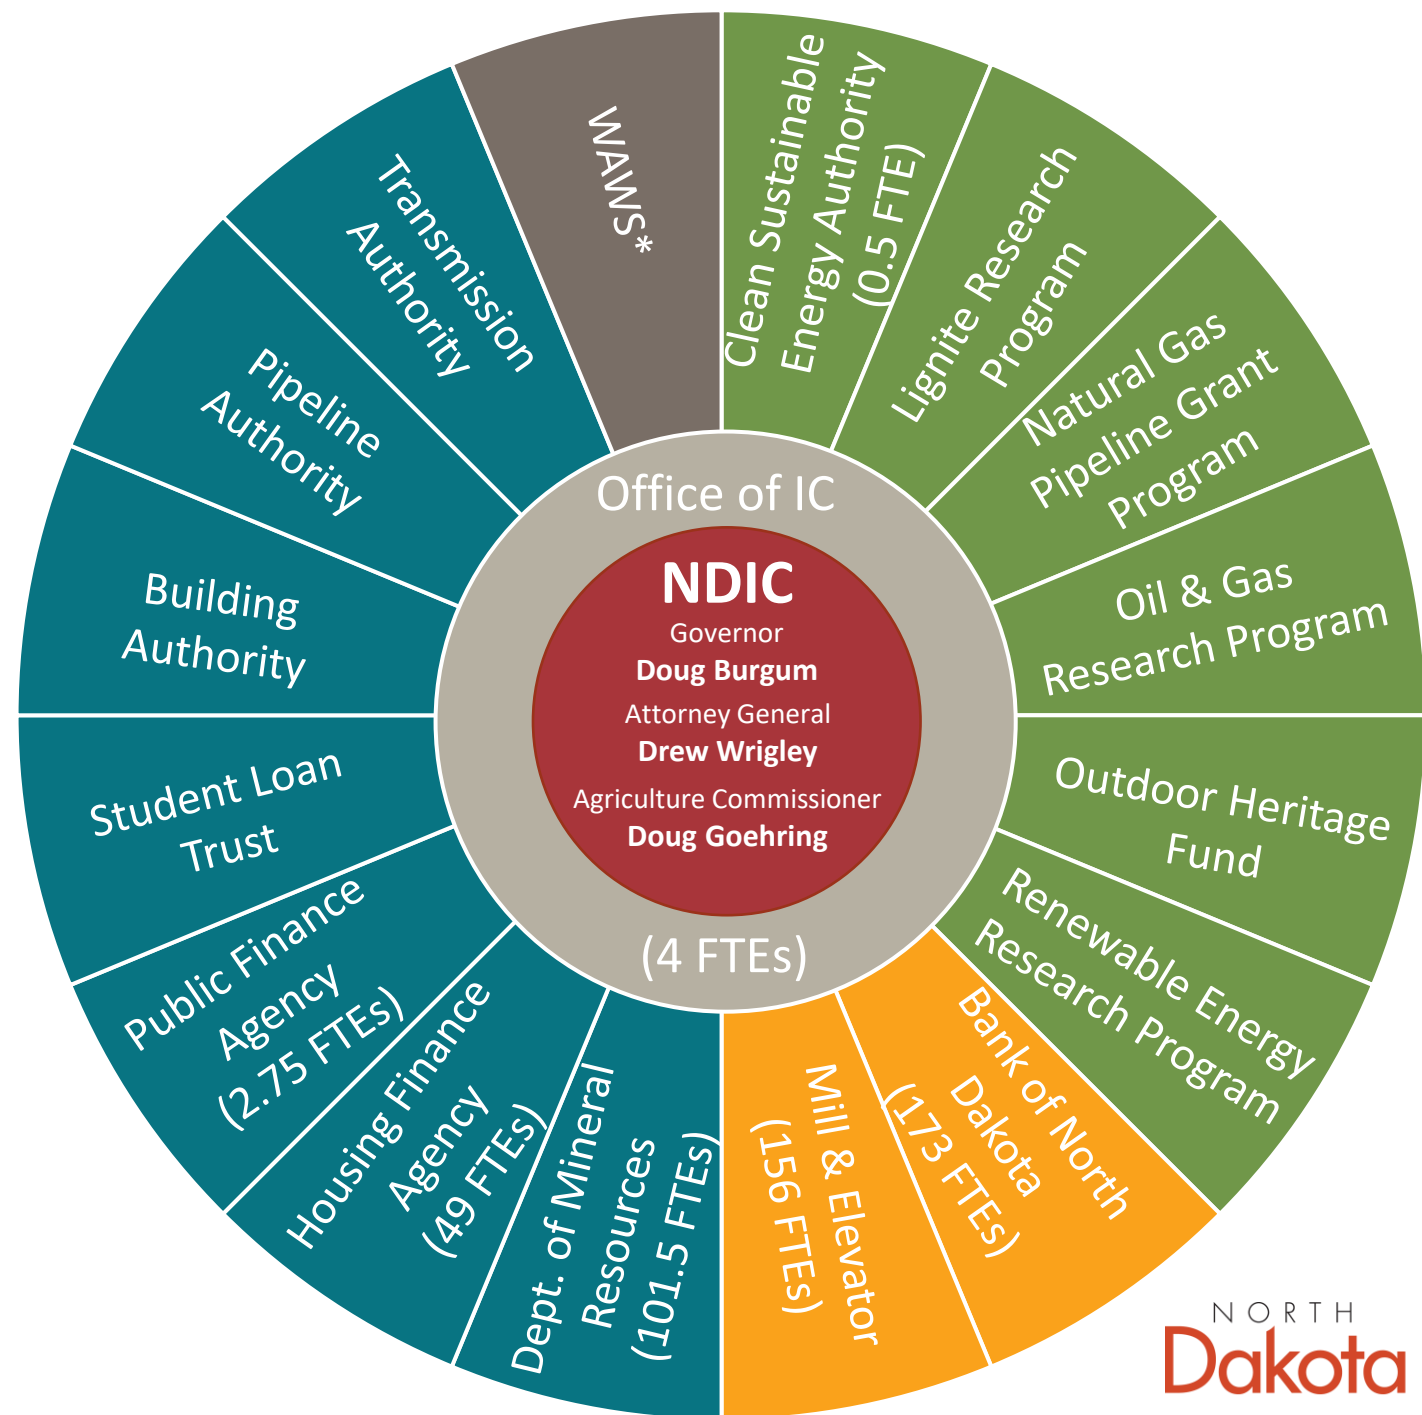 Office of IC
NDIC
Governor
Doug Burgum
Attorney General
Drew Wrigley
Agriculture Commissioner
Doug Goehring
(4 FTEs)
Clean Sustainable
Energy Authority
(0.5 FTE)
Lignite Research
Program
Natural Gas
Pipeline Grant
Program
Oil & Gas
Research Program
Outdoor Heritage
Fund
Renewable Energy
Research Program
Bank of North
Dakota
(173 FTEs)
Mill & Elevator
(156 FTEs)
Dept. of Mineral
Resources
(101.5 FTEs)
Housing Finance
Agency
(49 FTEs)
Public Finance
Agency
(2.75 FTEs)
Student Loan
Trust
Building
Authority
Pipeline
Authority
Transmission
Authority
WAWS*
NORTH
Dakota